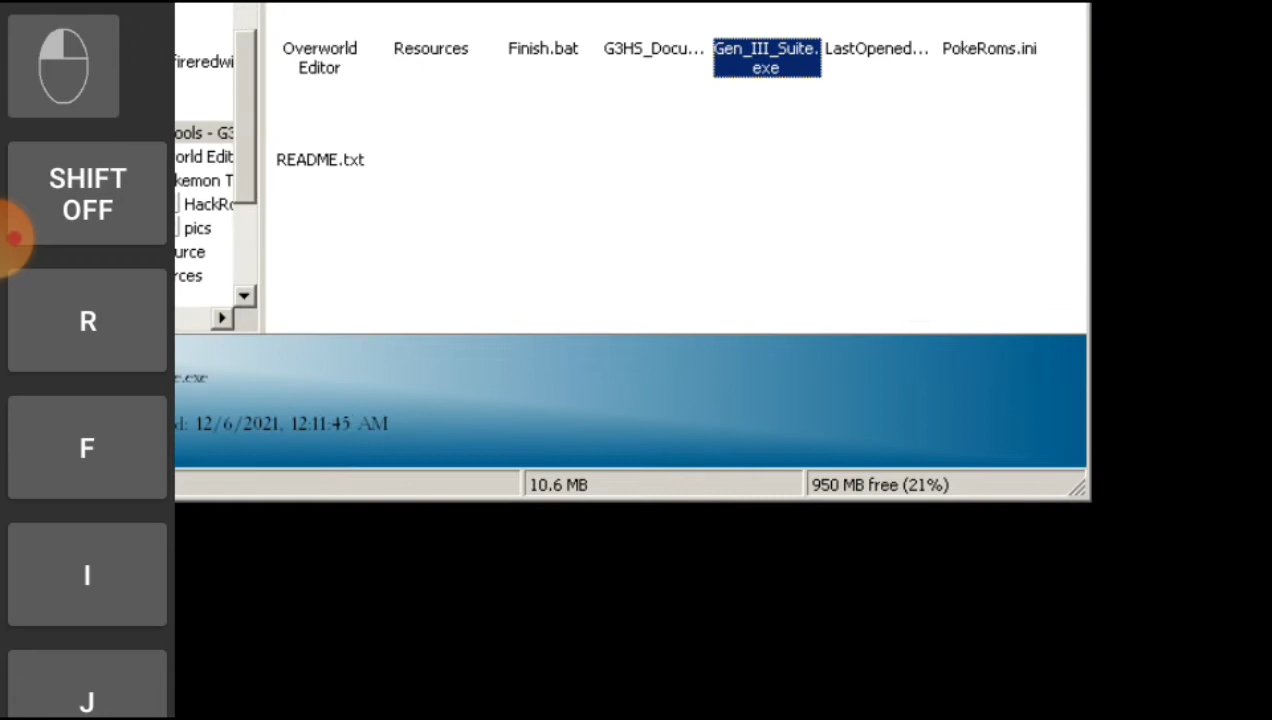 SHIFT
OFF
R
F
I
J
fireredwi
ools - G3
orld Edit
kemon T
HackRo
pics
urce
rces
Overworld
Editor
Resources
Finish.bat
G3HS_Docu...
Gen_III_Suite.
exe
LastOpened...
PokeRoms.ini
README.txt
e.exe
d: 12/6/2021, 12:11:45 AM
10.6 MB
950 MB free (21%)